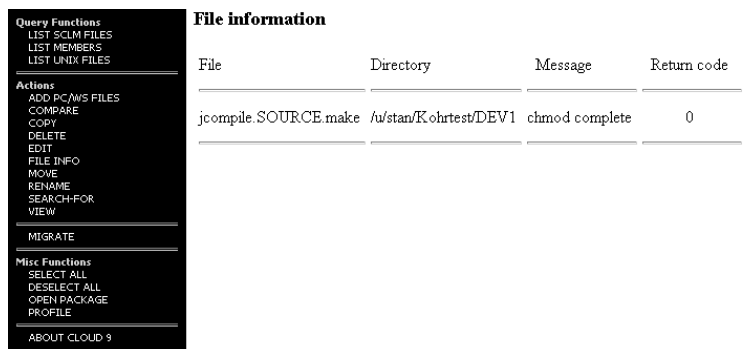 Query Functions
LIST SCLM FILES
LIST MEMBERS
LIST UNIX FILES
Actions
ADD PC/WS FILES
COMPARE
COPY
DELETE
EDIT
FILE INFO
MOVE
RENAME
SEARCH-FOR
VIEW
MIGRATE
Misc Functions
SELECT ALL
DESELECT ALL
OPEN PACKAGE
PROFILE
ABOUT CLOUD 9
File information
File Directory Message Return code
jcompile.SOURCE.make /u/stan/Kohrtest/DEV1 chmod complete 0